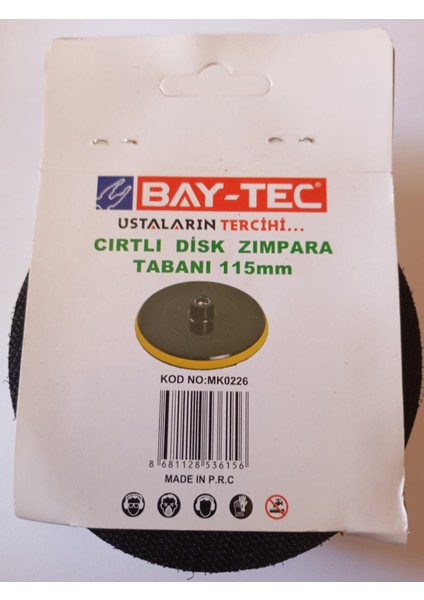 BAY-TEC®
USTALARIN TERCİHİ...
CIRTLI DİSK ZIMPARA
TABANI 115mm
KOD NO:MK0226
8 681128 536156
MADE IN P.R.C